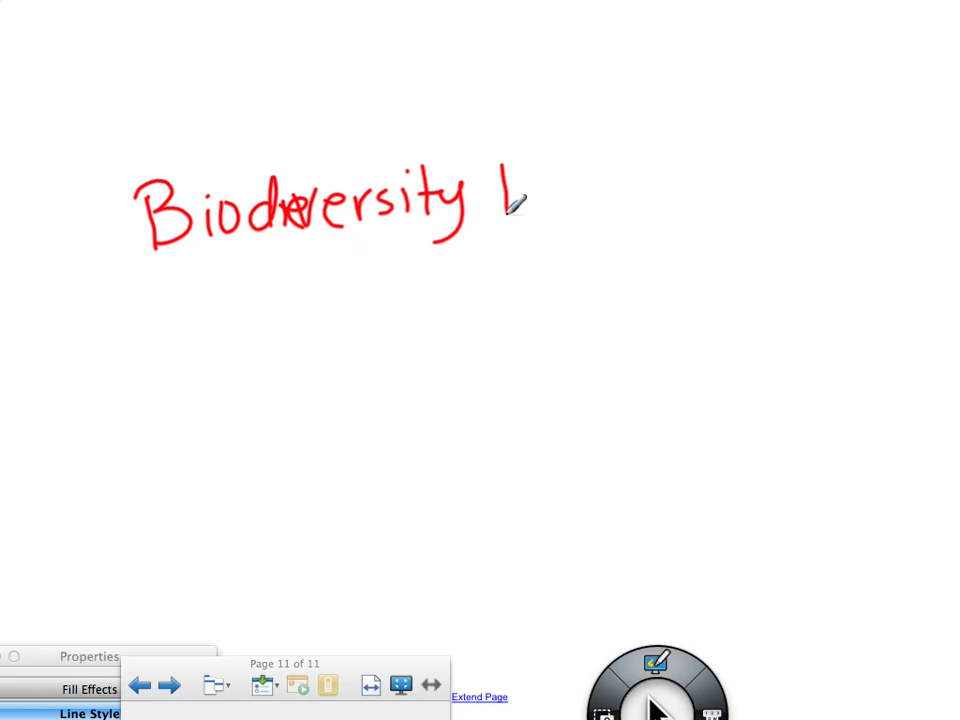 Biodiversity
Properties
Page 11 of 11
Fill Effects
Extend Page
Line Style